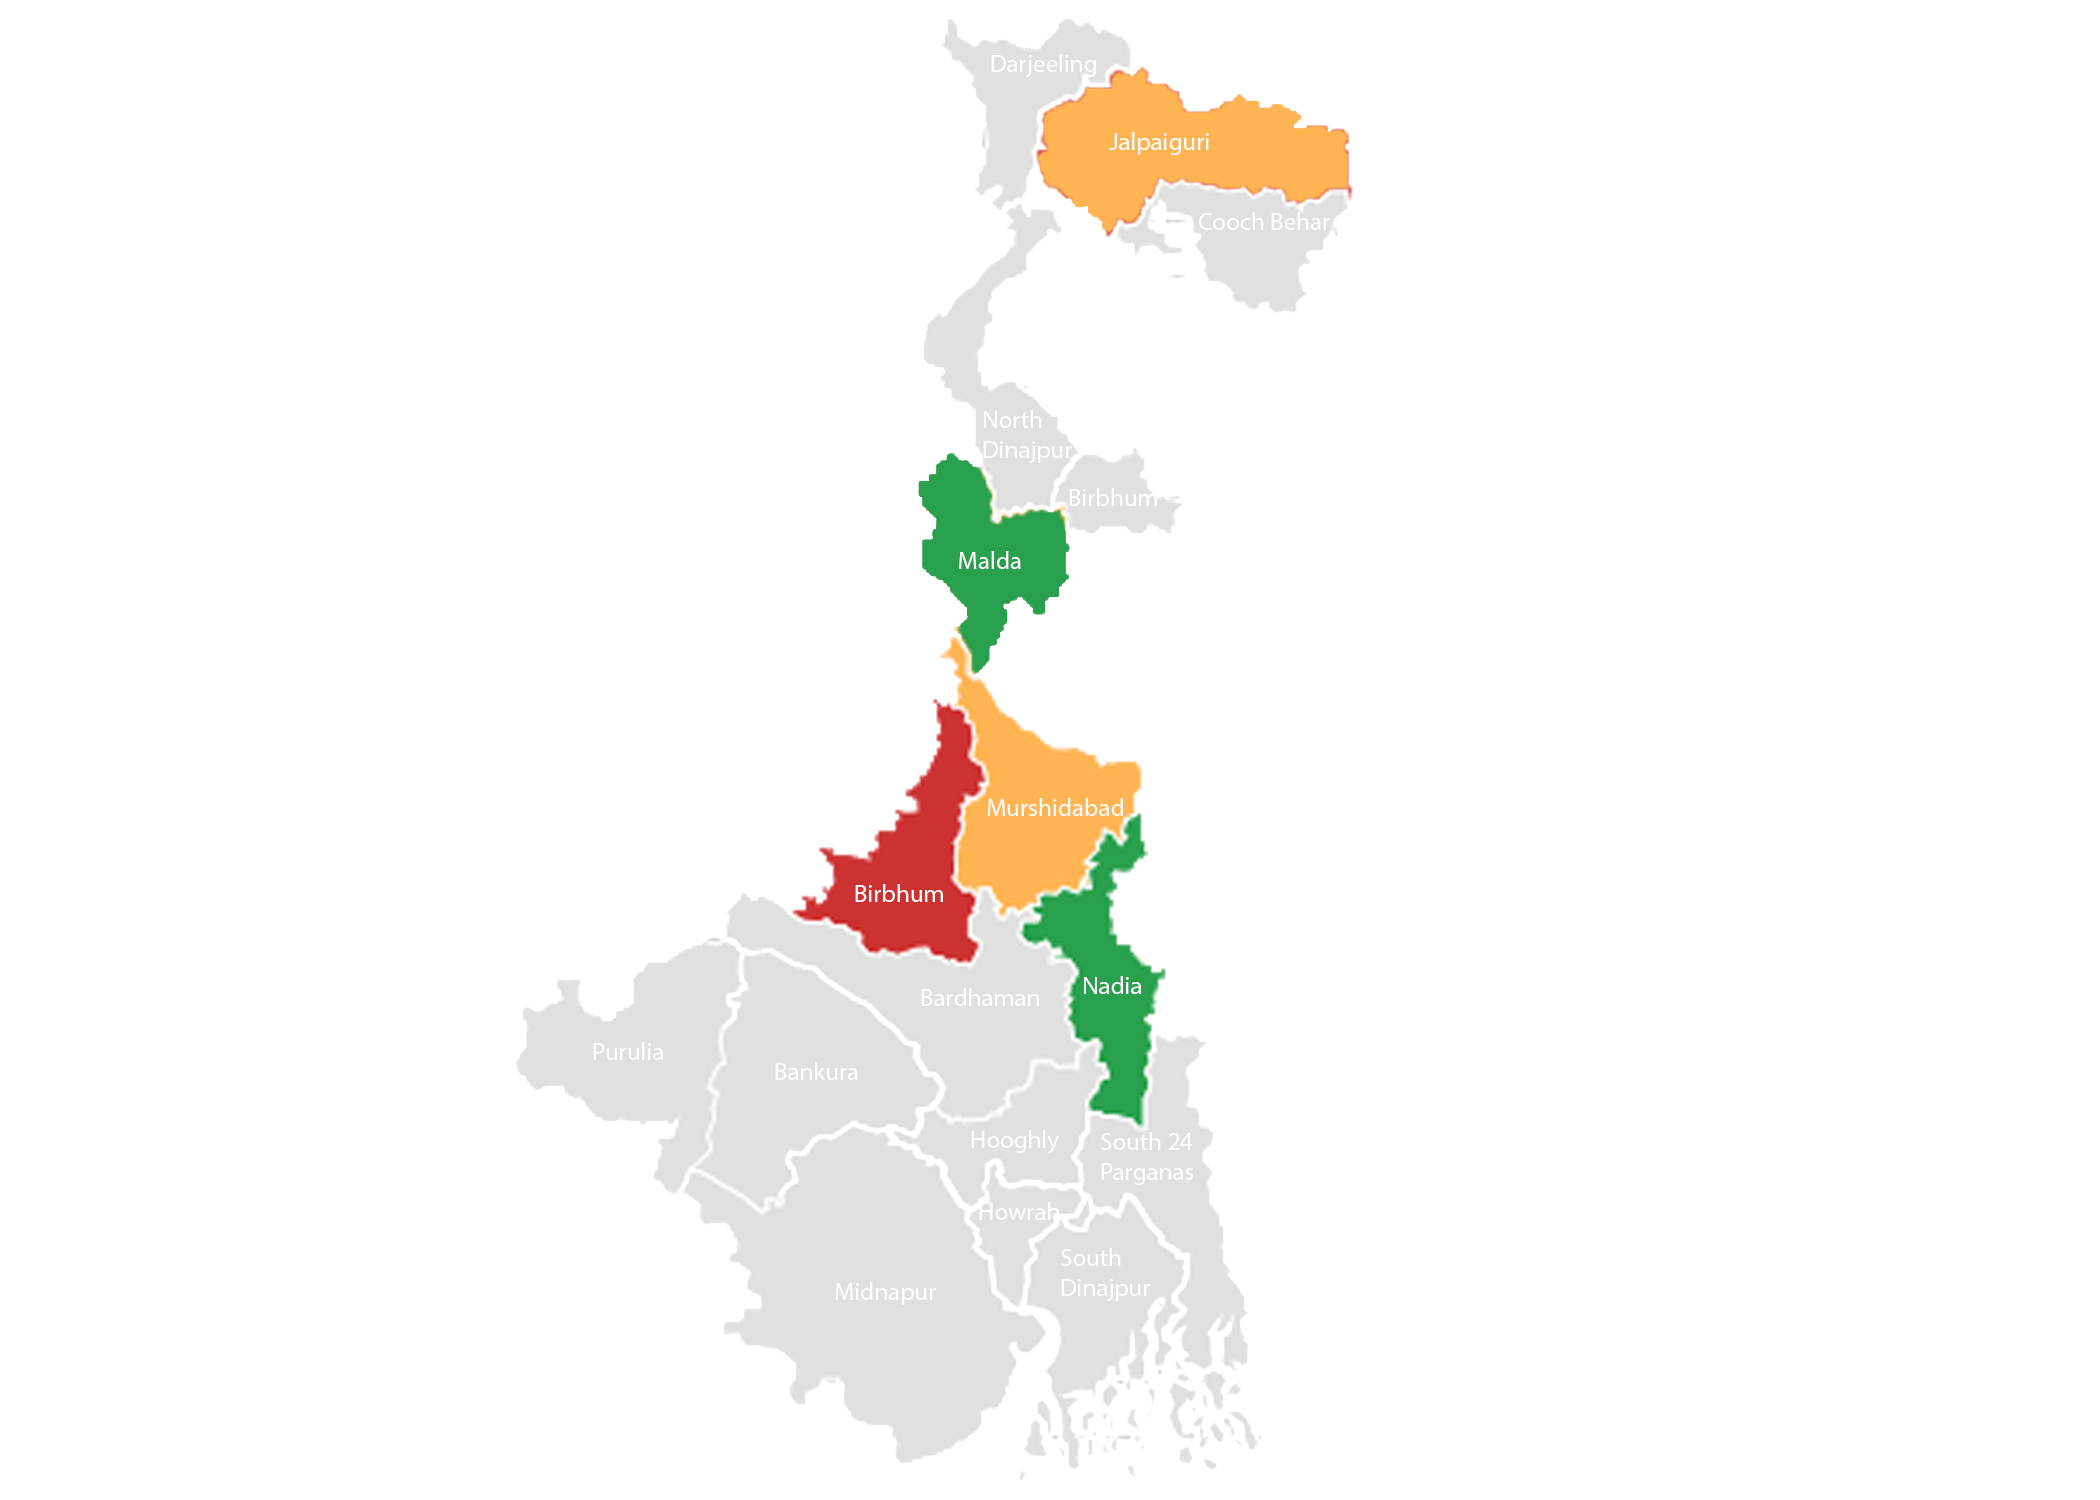 Darjeeling
Jalpaiguri
Cooch Behar
North
Dinajpur
Birbhum
Malda
Murshidabad
Birbhum
Nadia
Bardhaman
Purulia
Bankura
Hooghly
South 24
Parganas
Howrah
South
Dinajpur
Midnapur